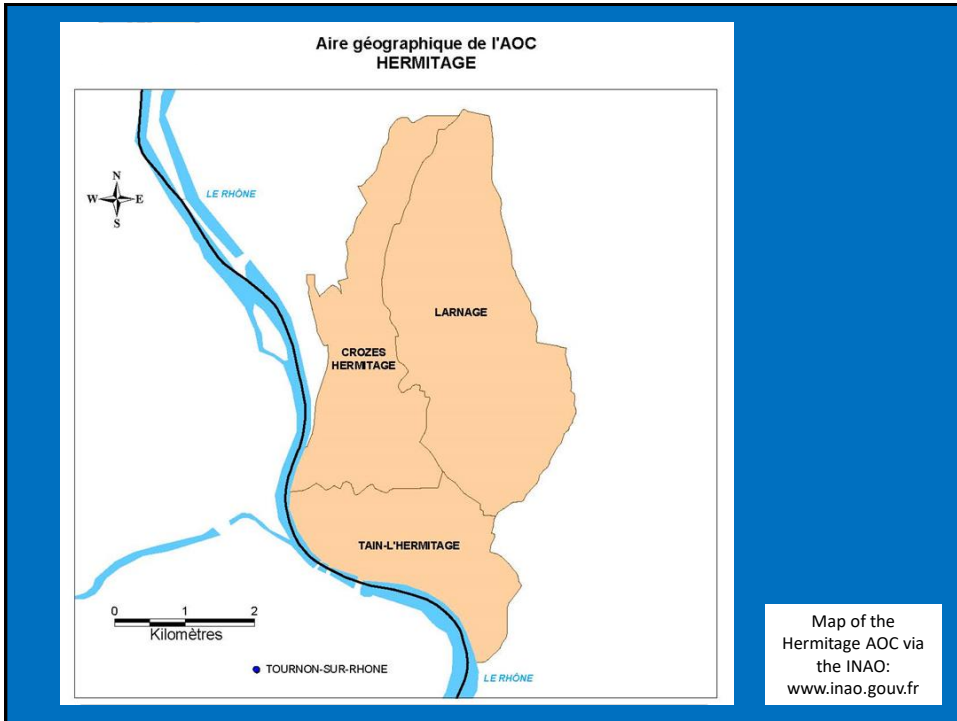 Aire géographique de l'AOC
HERMITAGE
N
W
E
S
LE RHÔNE
LARNAGE
CROZES
HERMITAGE
TAIN-L'HERMITAGE
0 1 2
Kilomètres
TOURNON-SUR-RHONE
LE RHÔNE
Map of the
Hermitage AOC via
the INAO:
www.inao.gouv.fr